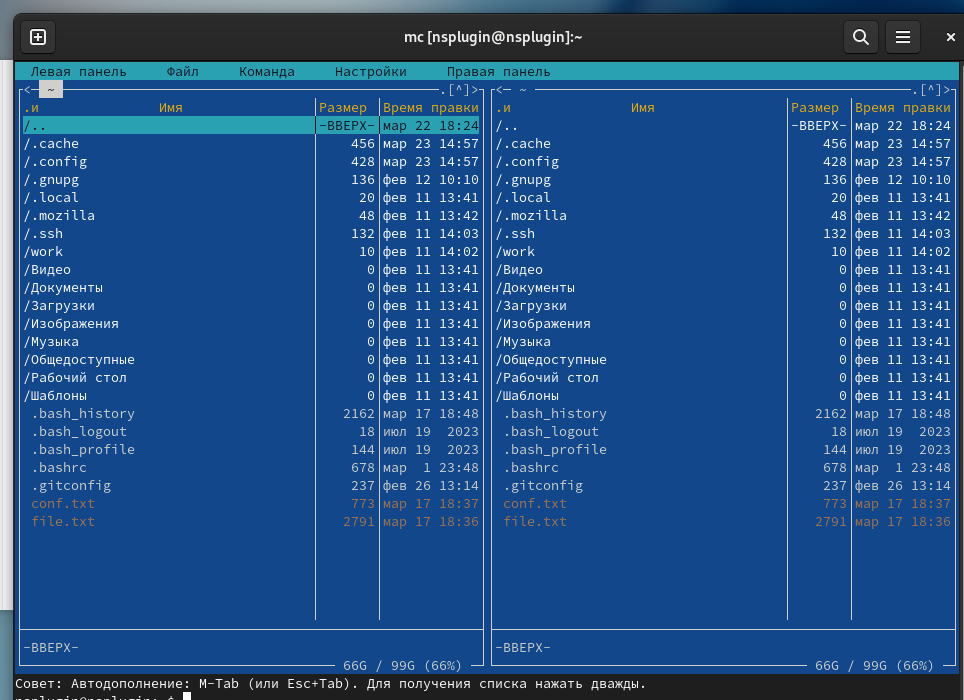 mc [nsplugin@nsplugin]:~
Левая панель Файл Команда Настройки Правая панель
<— ~ .[^]> <— ~ .[^]>
.и Имя Размер Время правки .и Имя Размер Время правки
/.. -ВВЕРХ- мар 22 18:24 /.. -ВВЕРХ- мар 22 18:24
/.cache 456 мар 23 14:57 /.cache 456 мар 23 14:57
/.config 428 мар 23 14:57 /.config 428 мар 23 14:57
/.gnupg 136 фев 12 10:10 /.gnupg 136 фев 12 10:10
/.local 20 фев 11 13:41 /.local 20 фев 11 13:41
/.mozilla 48 фев 11 13:42 /.mozilla 48 фев 11 13:42
/.ssh 132 фев 11 14:03 /.ssh 132 фев 11 14:03
/work 10 фев 11 14:02 /work 10 фев 11 14:02
/Видео 0 фев 11 13:41 /Видео 0 фев 11 13:41
/Документы 0 фев 11 13:41 /Документы 0 фев 11 13:41
/Загрузки 0 фев 11 13:41 /Загрузки 0 фев 11 13:41
/Изображения 0 фев 11 13:41 /Изображения 0 фев 11 13:41
/Музыка 0 фев 11 13:41 /Музыка 0 фев 11 13:41
/Общедоступные 0 фев 11 13:41 /Общедоступные 0 фев 11 13:41
/Рабочий стол 0 фев 11 13:41 /Рабочий стол 0 фев 11 13:41
/Шаблоны 0 фев 11 13:41 /Шаблоны 0 фев 11 13:41
.bash_history 2162 мар 17 18:48 .bash_history 2162 мар 17 18:48
.bash_logout 18 июл 19 2023 .bash_logout 18 июл 19 2023
.bash_profile 144 июл 19 2023 .bash_profile 144 июл 19 2023
.bashrc 678 мар 1 23:48 .bashrc 678 мар 1 23:48
.gitconfig 237 фев 26 13:14 .gitconfig 237 фев 26 13:14
conf.txt 773 мар 17 18:37 conf.txt 773 мар 17 18:37
file.txt 2791 мар 17 18:36 file.txt 2791 мар 17 18:36
-ВВЕРХ- -ВВЕРХ-
66G / 99G (66%) 66G / 99G (66%)
Совет: Автодополнение: M-Tab (или Esc+Tab). Для получения списка нажать дважды.
nsplugin@nsplugin:~$